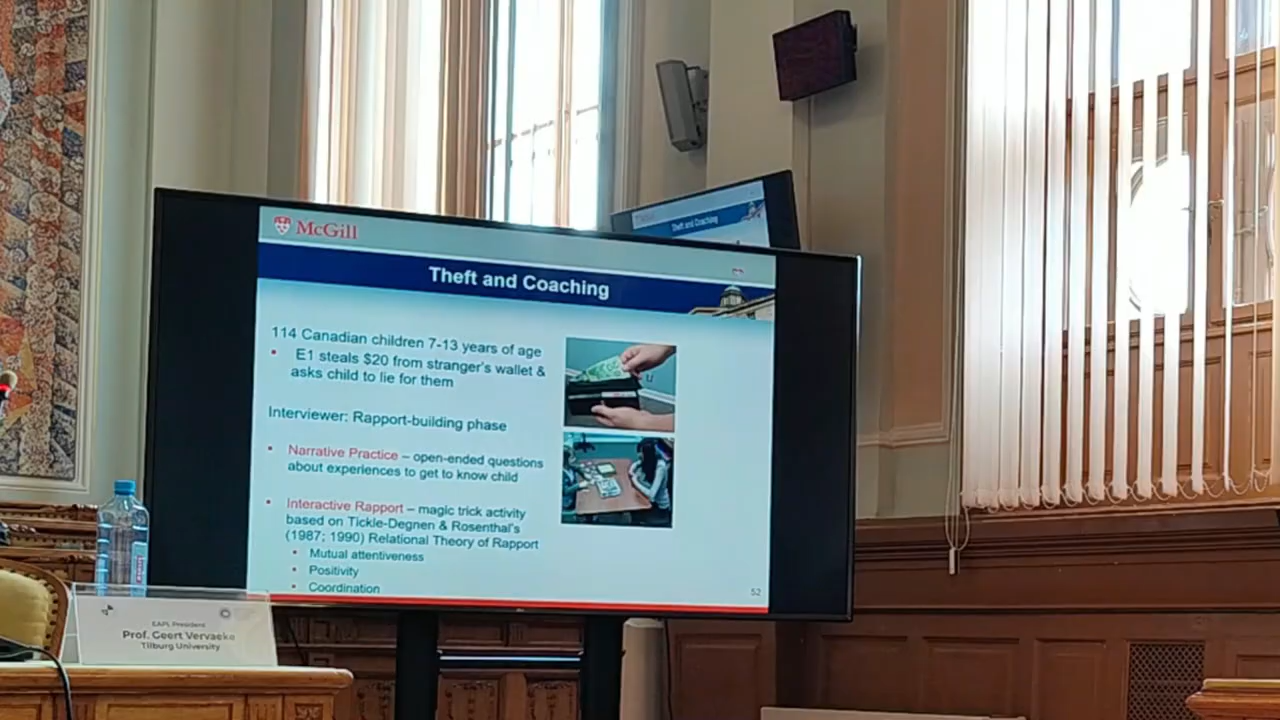 McGill
Theft and Coaching
114 Canadian children 7-13 years of age
• E1 steals $20 from stranger's wallet &
asks child to lie for them
Interviewer: Rapport-building phase
• Narrative Practice – open-ended questions
about experiences to get to know child
• Interactive Rapport – magic trick activity
based on Tickle-Degnen & Rosenthal's
(1987; 1990) Relational Theory of Rapport
• Mutual attentiveness
• Positivity
• Coordination
52
Theft and Coaching
EAPL President
Prof. Geert Vervaeke
Tilburg University